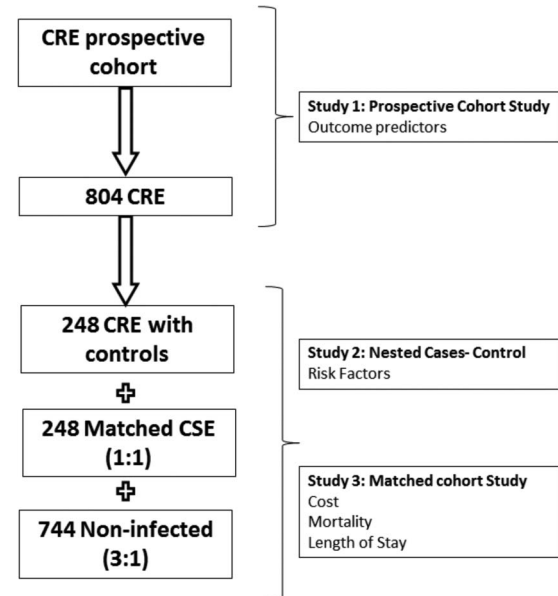 CRE prospective
cohort
804 CRE
248 CRE with
controls
248 Matched CSE
(1:1)
744 Non-infected
(3:1)
Study 1: Prospective Cohort Study
Outcome predictors
Study 2: Nested Cases- Control
Risk Factors
Study 3: Matched cohort Study
Cost
Mortality
Length of Stay